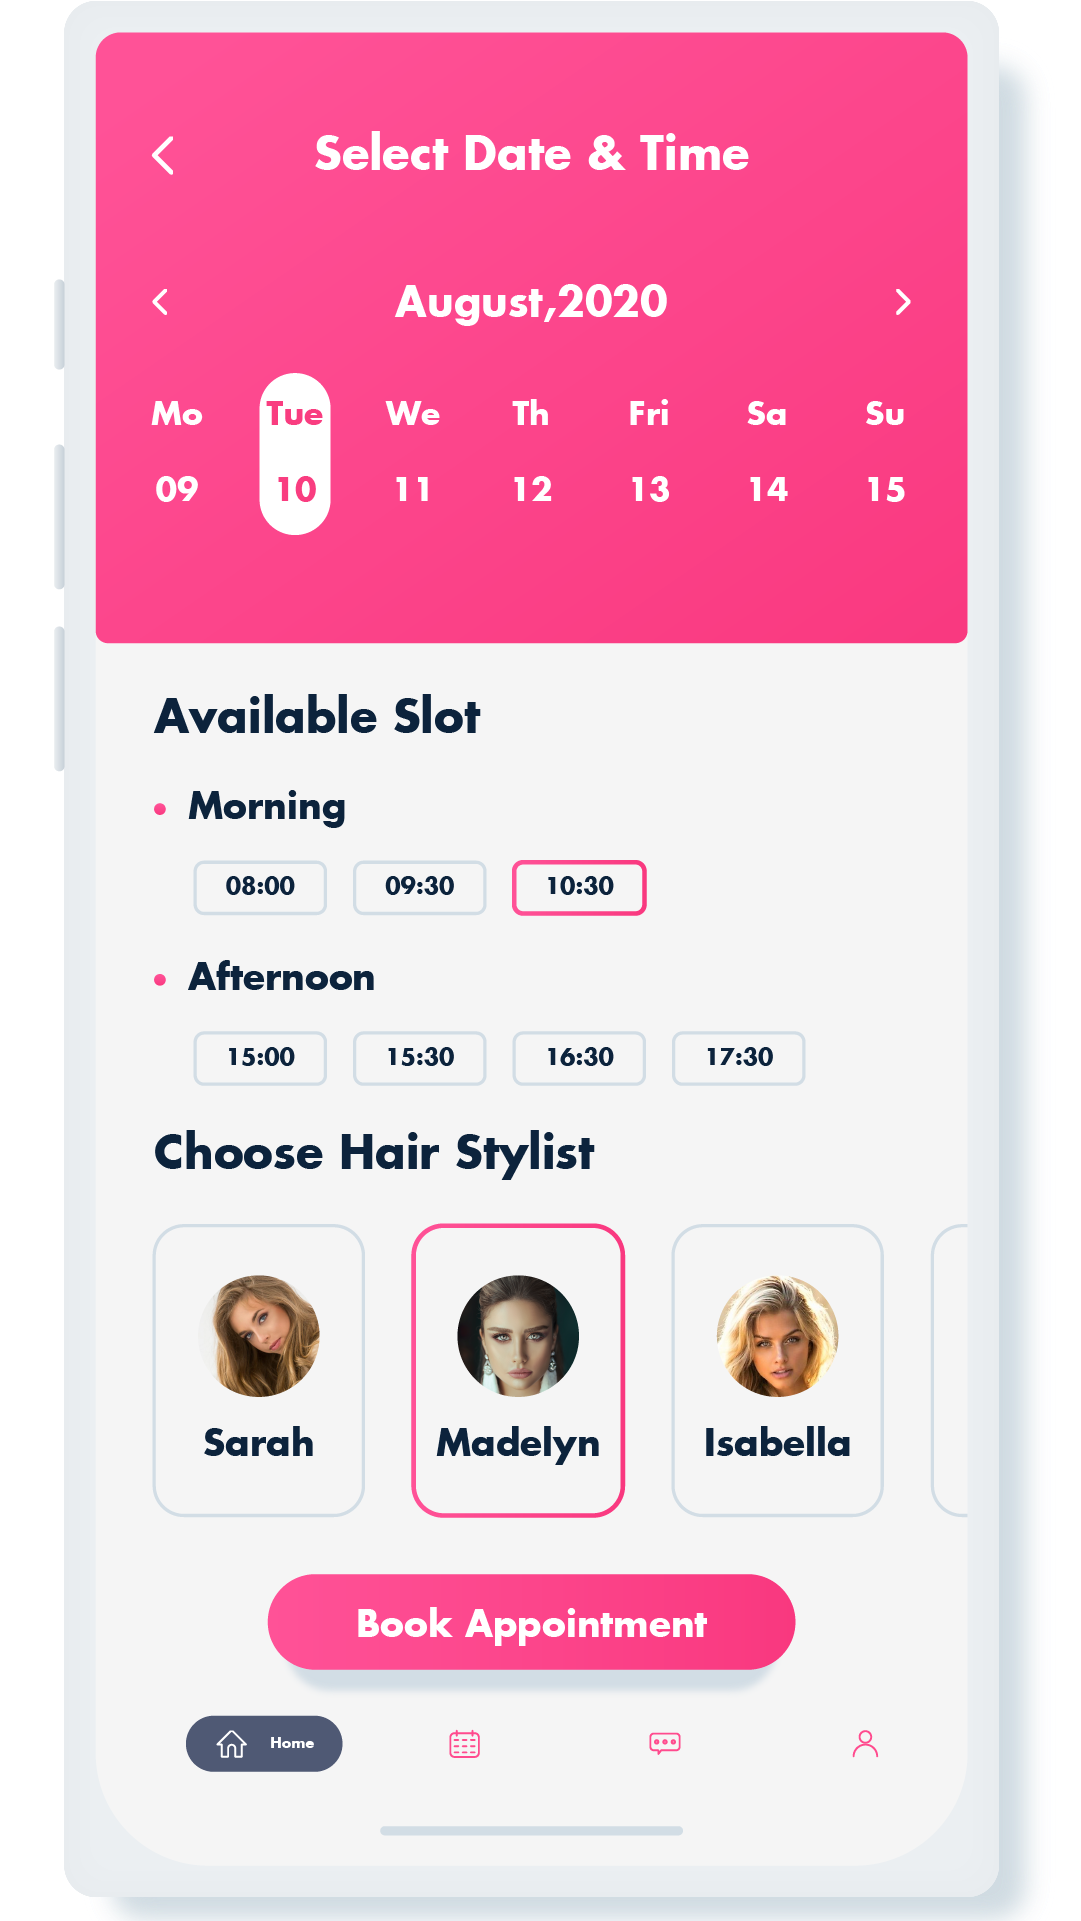 Select Date & Time
August,2020
Mo Tue We Th Fri Sa Su
09 10 11 12 13 14 15
Available Slot
Morning
08:00 09:30 10:30
Afternoon
15:00 15:30 16:30 17:30
Choose Hair Stylist
Sarah Madelyn Isabella
Book Appointment
Home